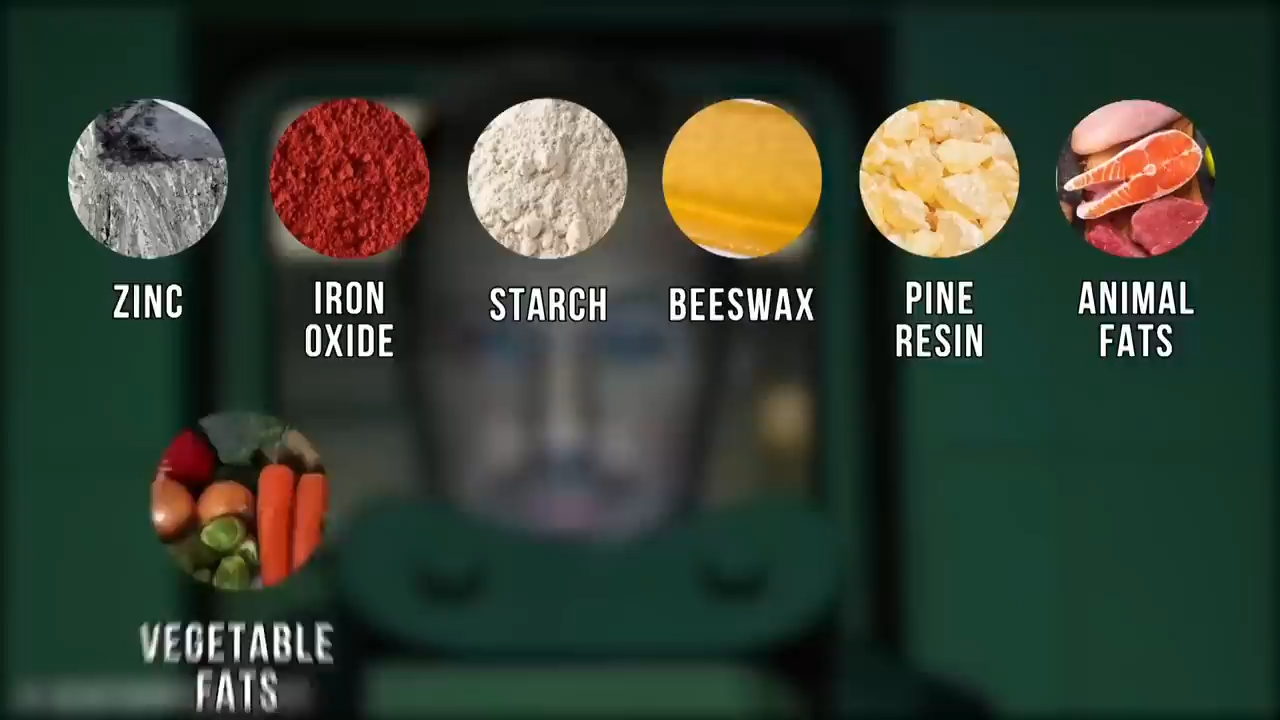 ZINC
IRON
OXIDE
STARCH
BEESWAX
PINE
RESIN
ANIMAL
FATS
VEGETABLE
FATS